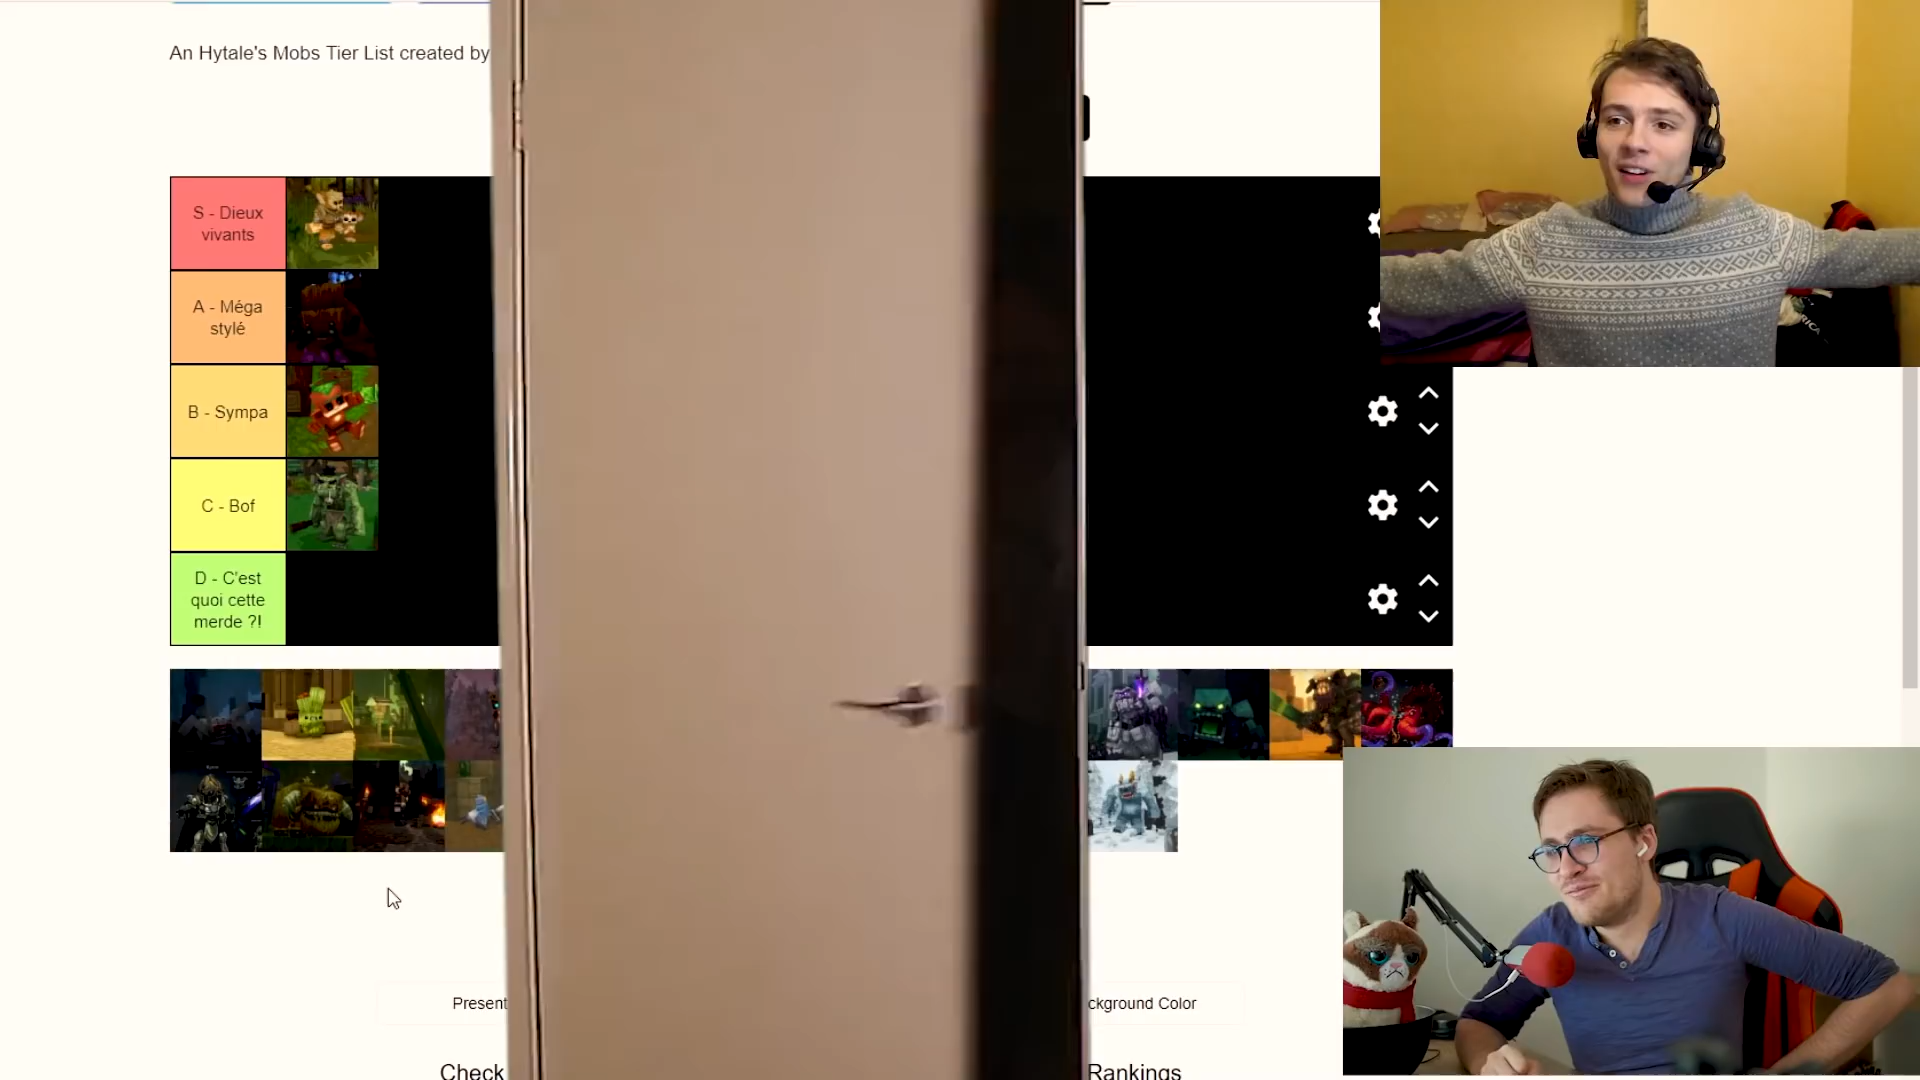 An Hytale's Mobs Tier List created by
S - Dieux
vivants
A - Méga
stylé
B - Sympa
C - Bof
D - C'est
quoi cette
merde ?!
Present
ckground Color
Check
Rankings